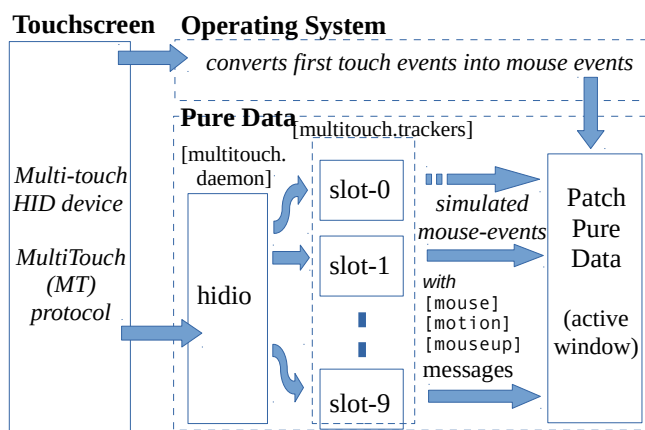 Touchscreen
Operating System
converts first touch events into mouse events
Pure Data
[multitouch.trackers]
[multitouch.
daemon]
Multi-touch
HID device
MultiTouch
(MT)
protocol
hidio
slot-0
slot-1
slot-9
simulated
mouse-events
with
[mouse]
[motion]
[mouseup]
messages
Patch
Pure
Data
(active
window)